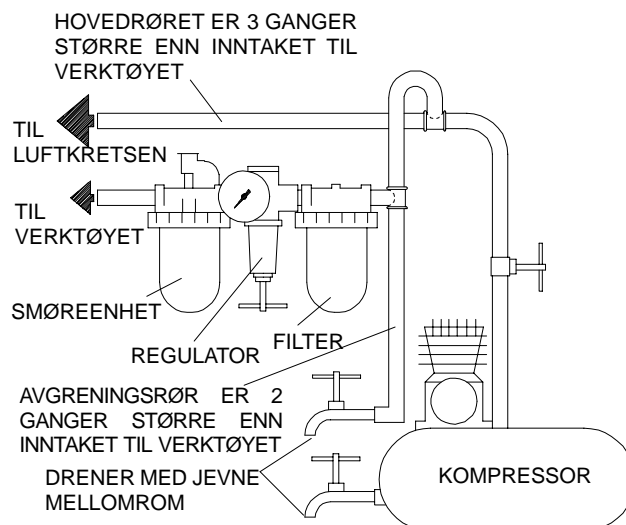 HOVEDRØRET ER 3 GANGER
STØRRE ENN INNTAKET TIL
VERKTØYET
TIL
LUFTKRETSEN
TIL
VERKTØYET
SMØREENHET
REGULATOR
FILTER
AVGRENINGSRØR ER 2
GANGER STØRRE ENN
INNTAKET TIL VERKTØYET
DRENER MED JEVNE
MELLOMROM
KOMPRESSOR